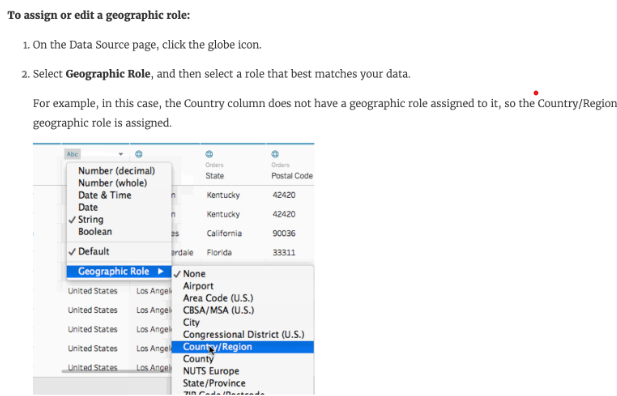 To assign or edit a geographic role:
1. On the Data Source page, click the globe icon.
2. Select Geographic Role, and then select a role that best matches your data.
For example, in this case, the Country column does not have a geographic role assigned to it, so the Country/Region
geographic role is assigned.
Abc
Orders Orders
State Postal Code
Number (decimal)
Number (whole)
Date & Time n Kentucky 42420
Date
✓ String n Kentucky 42420
Boolean es California 90036
✓ Default erdale Florida 33311
Geographic Role ▶ ✓ None
Airport
United States Los Angel Area Code (U.S.)
United States Los Angel CBSA/MSA (U.S.)
City
United States Los Angel Congressional District (U.S.)
United States Los Angel Country/Region
County
United States Los Angel NUTS Europe
State/Province
ZIP Code/Postcode